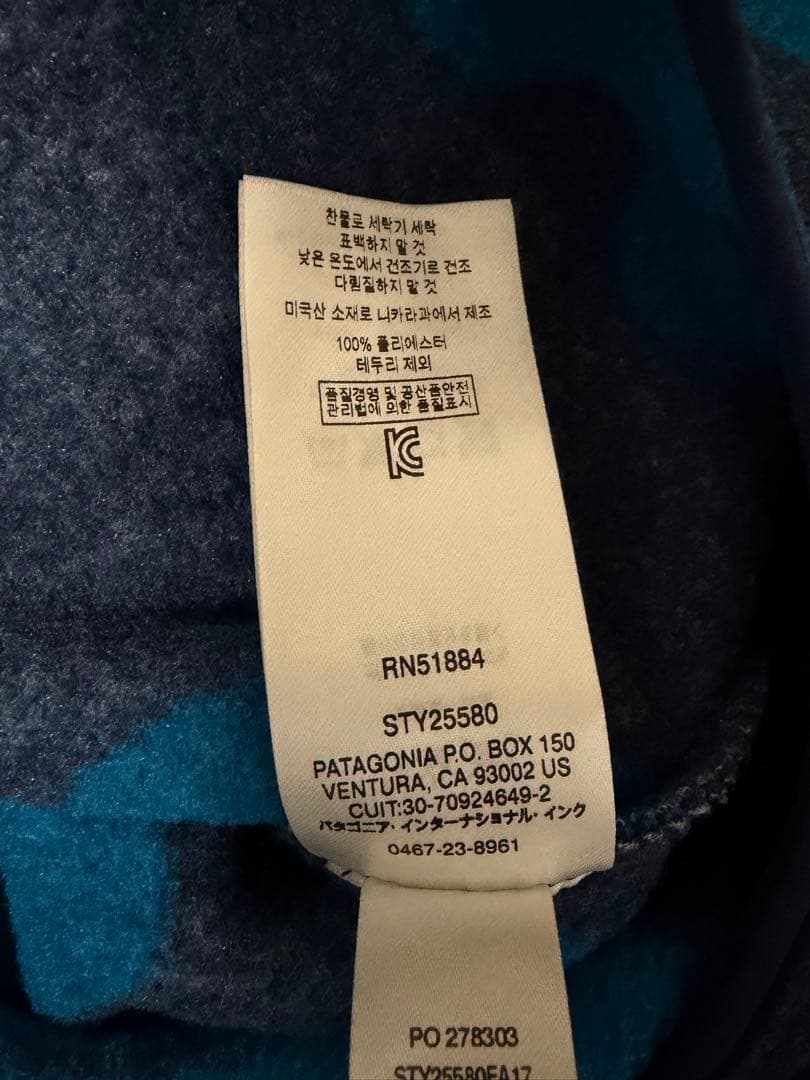 찬물로 세탁기 세탁
표백하지 말 것
낮은 온도에서 건조기로 건조
다림질하지 말 것
미국산 소재로 니카라과에서 제조
100% 폴리에스터
테두리 제외
품질경영 및 공산품안전
관리법에 의한 품질표시
KC
RN51884
STY25580
PATAGONIA P.O. BOX 150
VENTURA, CA 93002 US
CUIT:30-70924649-2
パタゴニア・インターナショナル・インク
0467-23-8961
PO 278303
STY25580FA17